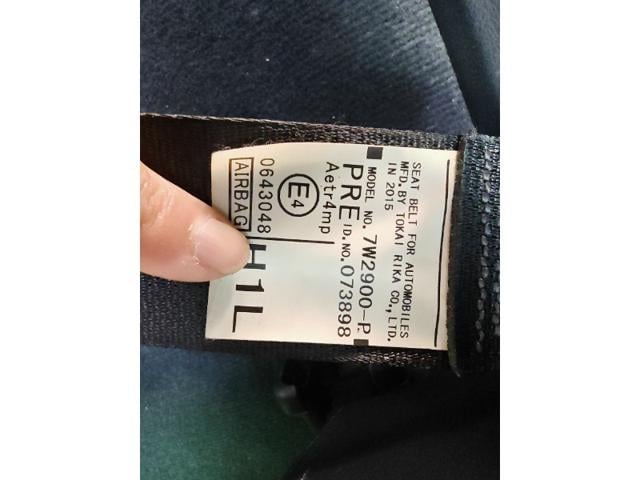 SEAT BELT FOR AUTOMOBILES
MFD. BY TOKAI RIKA CO., LTD.
IN 2015
MODEL NO. 7W2900-P
PRE ID. NO. 073898
Aetr4mp
E4
0643048
AIRBAG
H1L